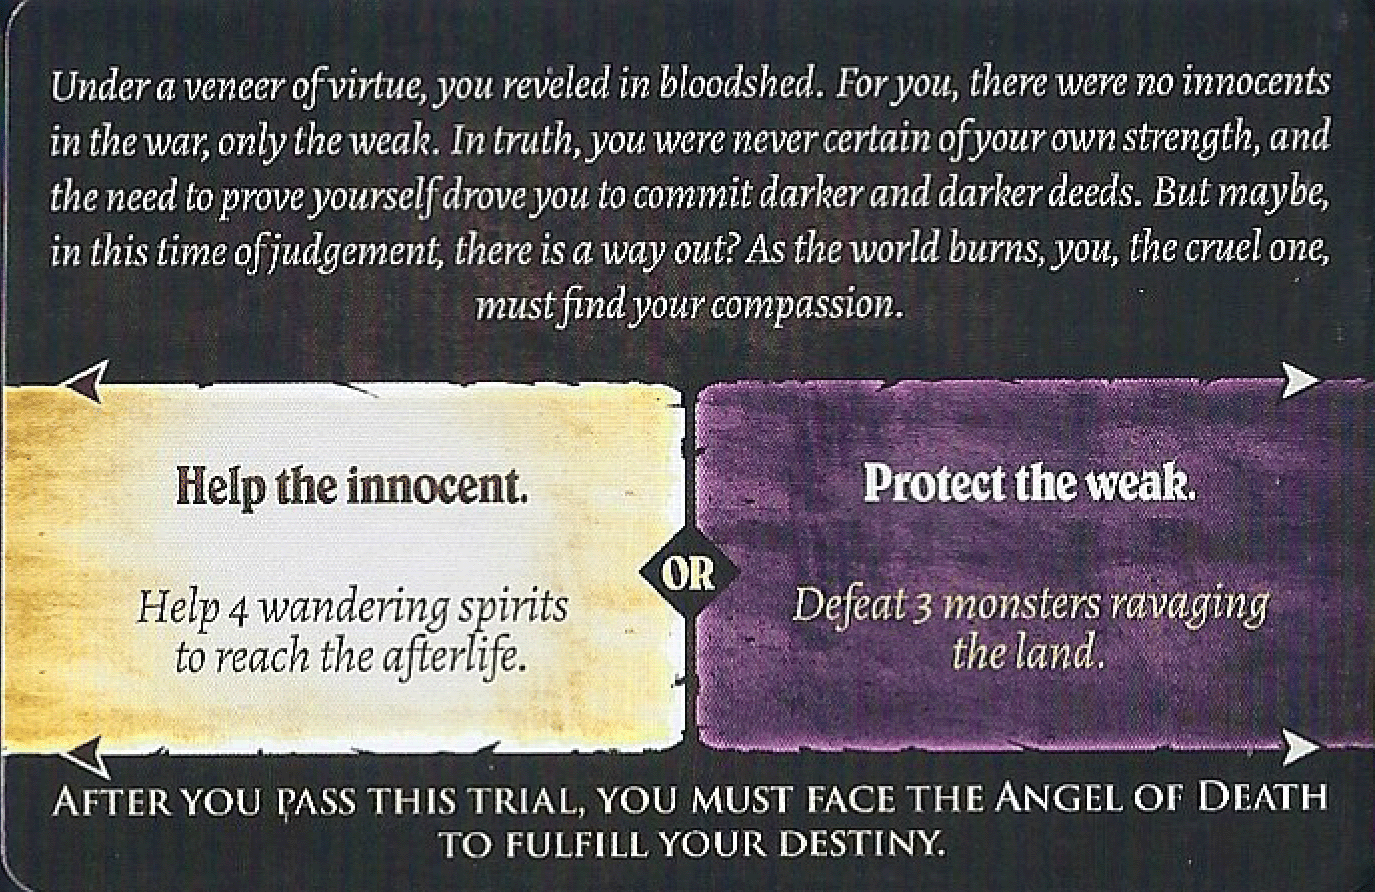 Under a veneer of virtue, you reveled in bloodshed. For you, there were no innocents
in the war, only the weak. In truth, you were never certain of your own strength, and
the need to prove yourself drove you to commit darker and darker deeds. But maybe,
in this time of judgement, there is a way out? As the world burns, you, the cruel one,
must find your compassion.
Help the innocent.
Help 4 wandering spirits
to reach the afterlife.
OR
Protect the weak.
Defeat 3 monsters ravaging
the land.
AFTER YOU PASS THIS TRIAL, YOU MUST FACE THE ANGEL OF DEATH
TO FULFILL YOUR DESTINY.